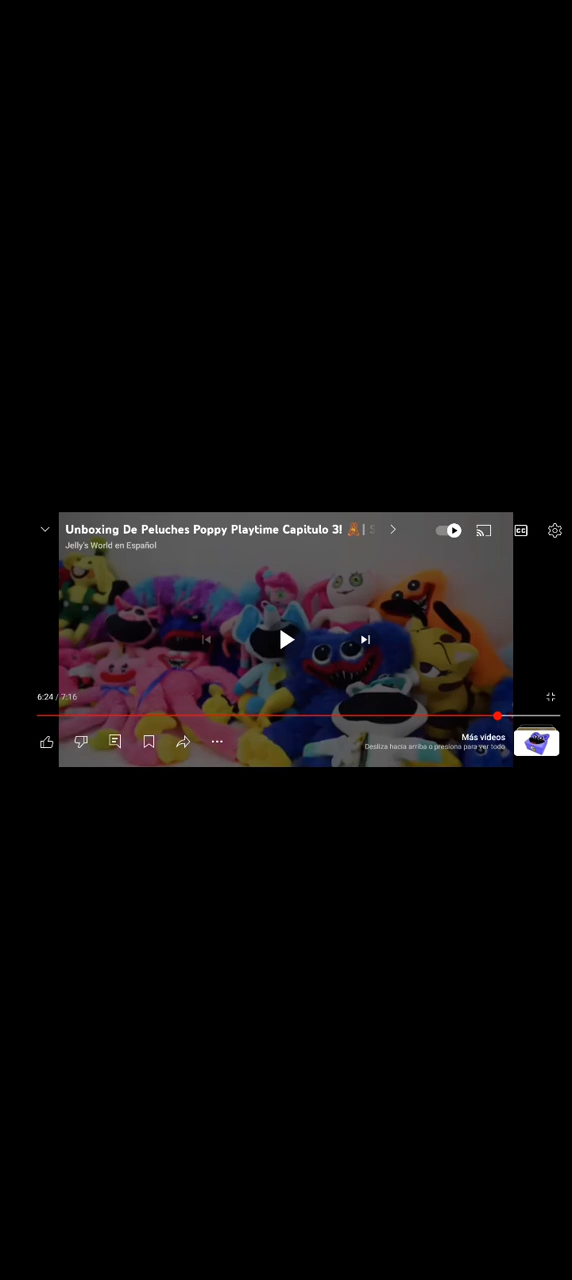 Unboxing De Peluches Poppy Playtime Capitulo 3! 🧸 | S
Jelly's World en Español
CC
6:24 / 7:16
Más videos
Desliza hacia arriba o presiona para ver todo